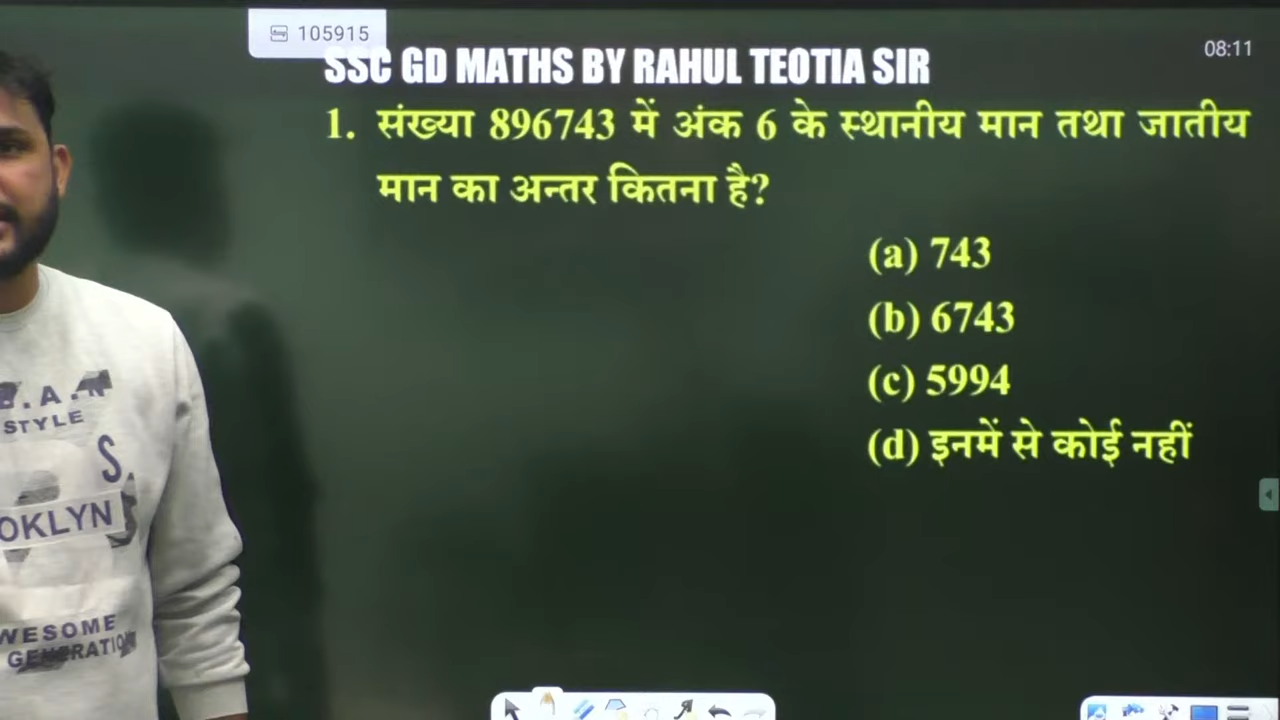 105915
08:11
SSC GD MATHS BY RAHUL TEOTIA SIR
1. संख्या 896743 में अंक 6 के स्थानीय मान तथा जातीय
मान का अन्तर कितना है?
(a) 743
(b) 6743
(c) 5994
(d) इनमें से कोई नहीं
STYLE
S
OKLYN
WESOME
GENERATION